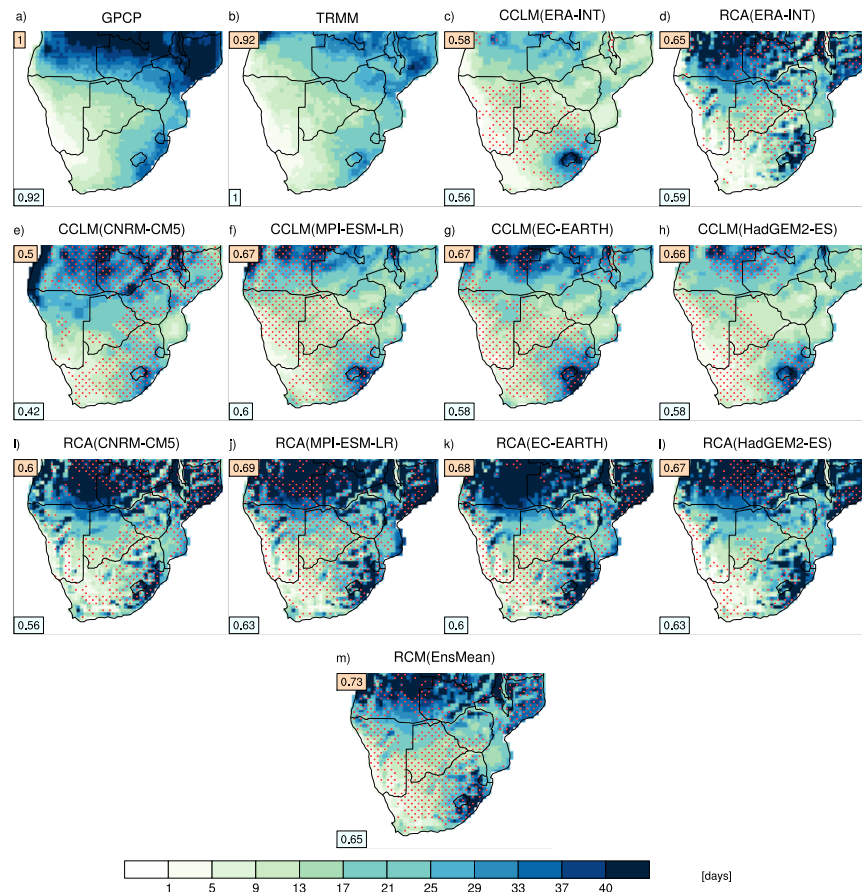 a) GPCP
b) TRMM
c) CCLM(ERA-INT)
d) RCA(ERA-INT)
1
0.92
0.58
0.65
0.92
1
0.56
0.59
e) CCLM(CNRM-CM5)
f) CCLM(MPI-ESM-LR)
g) CCLM(EC-EARTH)
h) CCLM(HadGEM2-ES)
0.5
0.67
0.67
0.66
0.42
0.6
0.58
0.58
I) RCA(CNRM-CM5)
j) RCA(MPI-ESM-LR)
k) RCA(EC-EARTH)
l) RCA(HadGEM2-ES)
0.6
0.69
0.68
0.67
0.56
0.63
0.6
0.63
m) RCM(EnsMean)
0.73
0.65
1 5 9 13 17 21 25 29 33 37 40 [days]